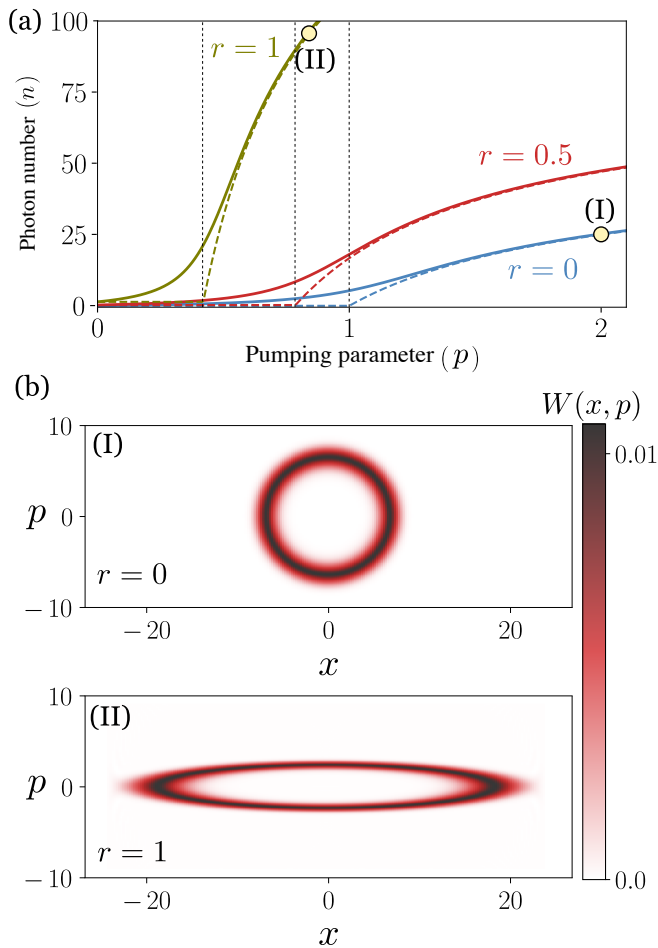 (a)
100
75
50
25
0
Photon number (n)
r = 1
(II)
r = 0.5
(I)
r = 0
0
1
2
Pumping parameter ( p )
(b)
W(x, p)
10
0
−10
p
(I)
r = 0
−20
0
20
x
0.01
0.0
10
0
−10
p
(II)
r = 1
−20
0
20
x